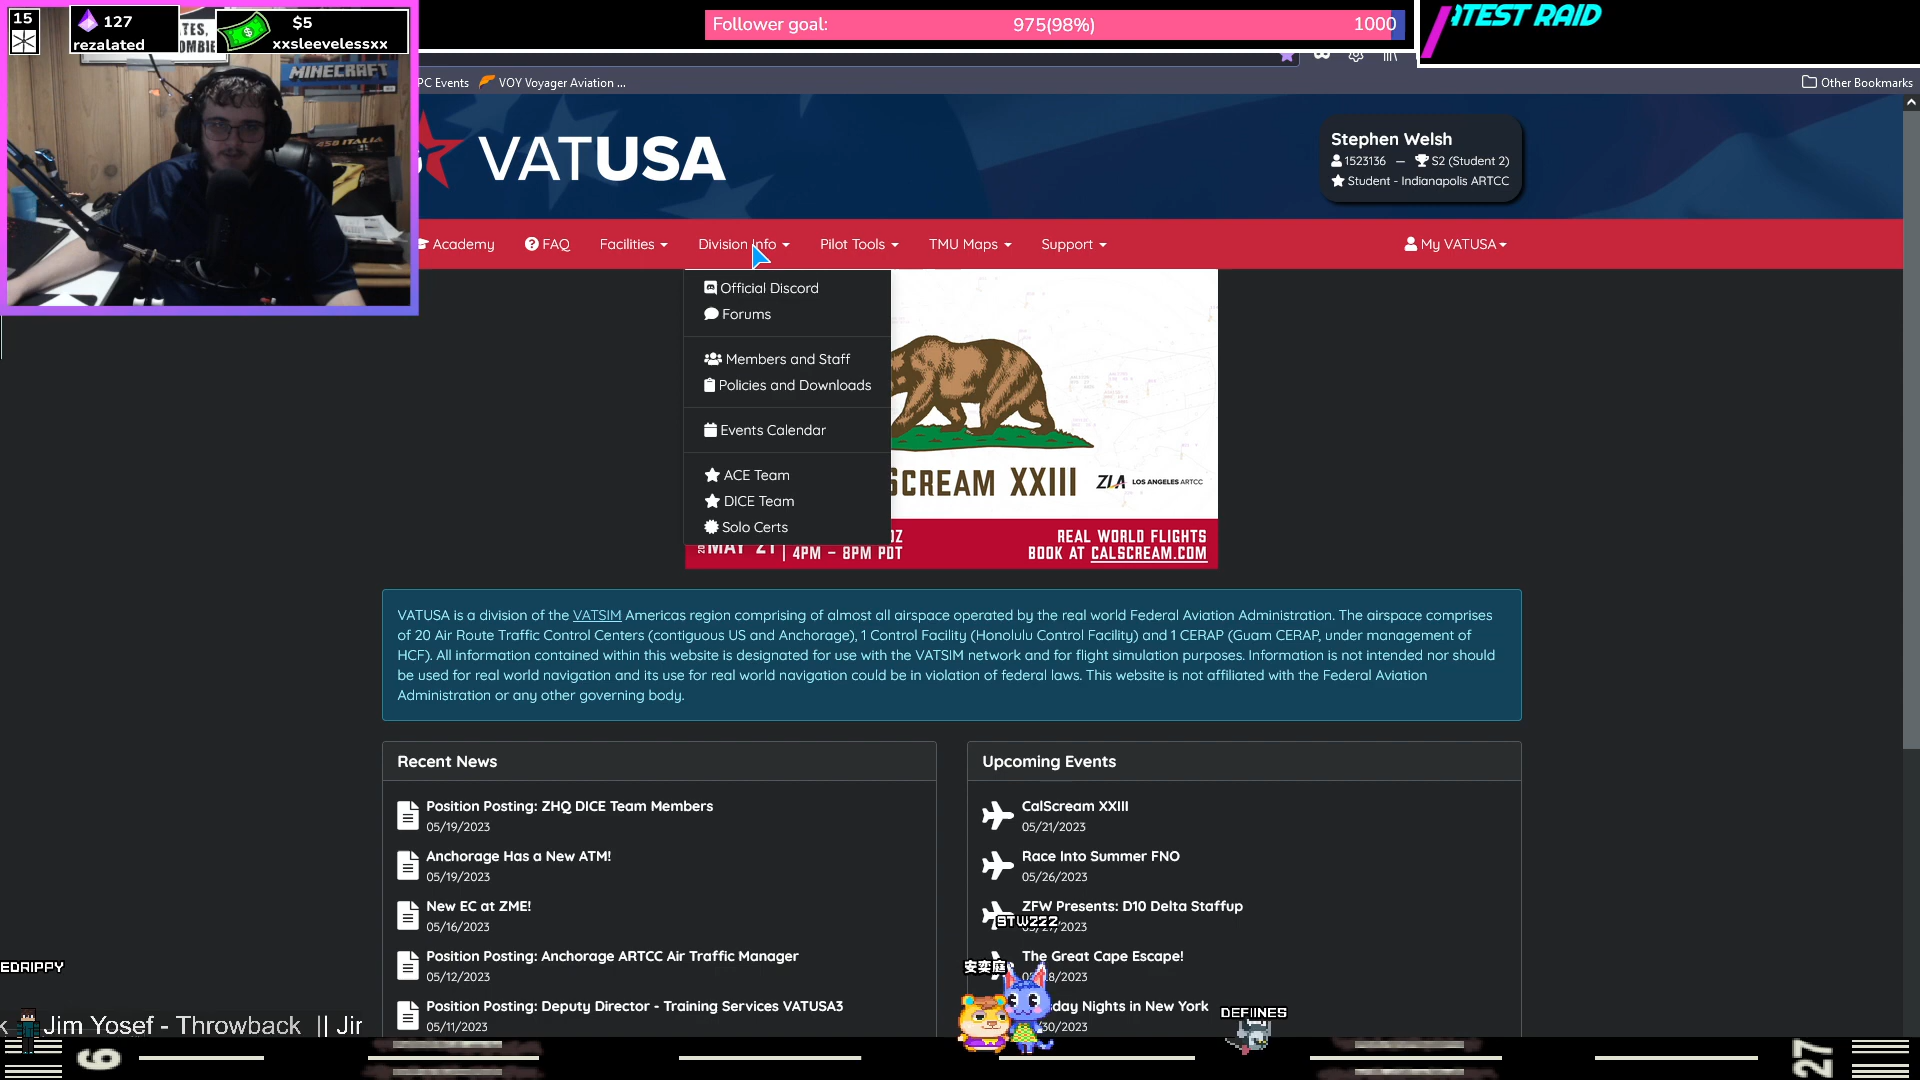 15
127
rezalated
$5
xxsleevelessxx
MINECRAFT
458 ITALIA
Follower goal:
975(98%)
1000
TEST RAID
PC Events
VOY Voyager Aviation ...
Other Bookmarks
VATUSA
Stephen Welsh
1523136 — S2 (Student 2)
Student - Indianapolis ARTCC
Academy
FAQ
Facilities
Division Info
Pilot Tools
TMU Maps
Support
My VATUSA
Official Discord
Forums
Members and Staff
Policies and Downloads
Events Calendar
ACE Team
DICE Team
Solo Certs
SCREAM XXIII
ZLA LOS ANGELES ARTCC
MAY 21
4PM – 8PM PDT
REAL WORLD FLIGHTS
BOOK AT CALSCREAM.COM
VATUSA is a division of the VATSIM Americas region comprising of almost all airspace operated by the real world Federal Aviation Administration. The airspace comprises
of 20 Air Route Traffic Control Centers (contiguous US and Anchorage), 1 Control Facility (Honolulu Control Facility) and 1 CERAP (Guam CERAP, under management of
HCF). All information contained within this website is designated for use with the VATSIM network and for flight simulation purposes. Information is not intended nor should
be used for real world navigation and its use for real world navigation could be in violation of federal laws. This website is not affiliated with the Federal Aviation
Administration or any other governing body.
Recent News
Position Posting: ZHQ DICE Team Members
05/19/2023
Anchorage Has a New ATM!
05/19/2023
New EC at ZME!
05/16/2023
Position Posting: Anchorage ARTCC Air Traffic Manager
05/12/2023
Position Posting: Deputy Director - Training Services VATUSA3
05/11/2023
Upcoming Events
CalScream XXIII
05/21/2023
Race Into Summer FNO
05/26/2023
ZFW Presents: D10 Delta Staffup
STW222
The Great Cape Escape!
安奕庭
day Nights in New York
/30/2023
DEFIINES
EDRIPPY
Jim Yosef - Throwback || Jir
9
27